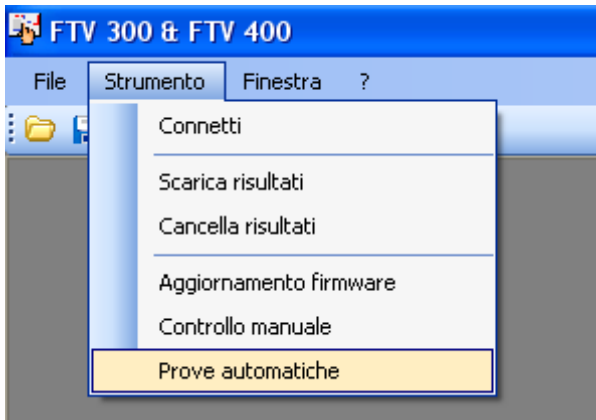 FTV 300 & FTV 400
File Strumento Finestra ?
Connetti
Scarica risultati
Cancella risultati
Aggiornamento firmware
Controllo manuale
Prove automatiche